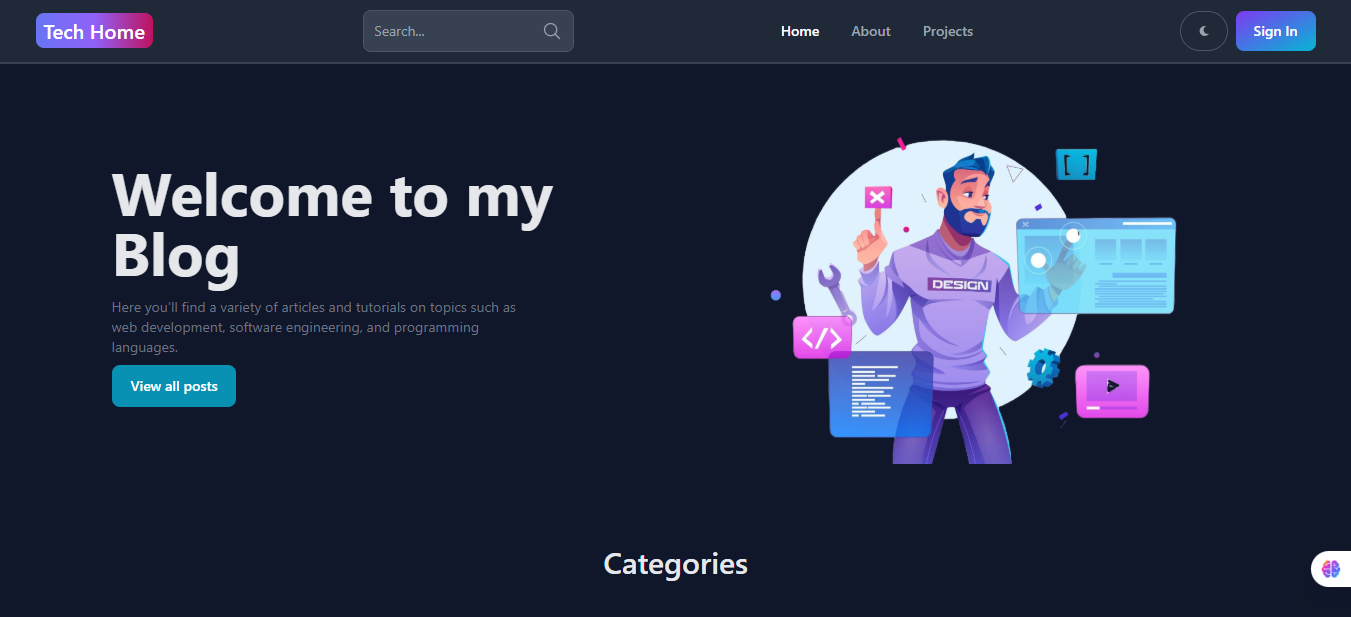 Tech Home
Search...
Home
About
Projects
Sign In
Welcome to my
Blog
Here you'll find a variety of articles and tutorials on topics such as
web development, software engineering, and programming
languages.
View all posts
DESIGN
[ ]
</>
Categories